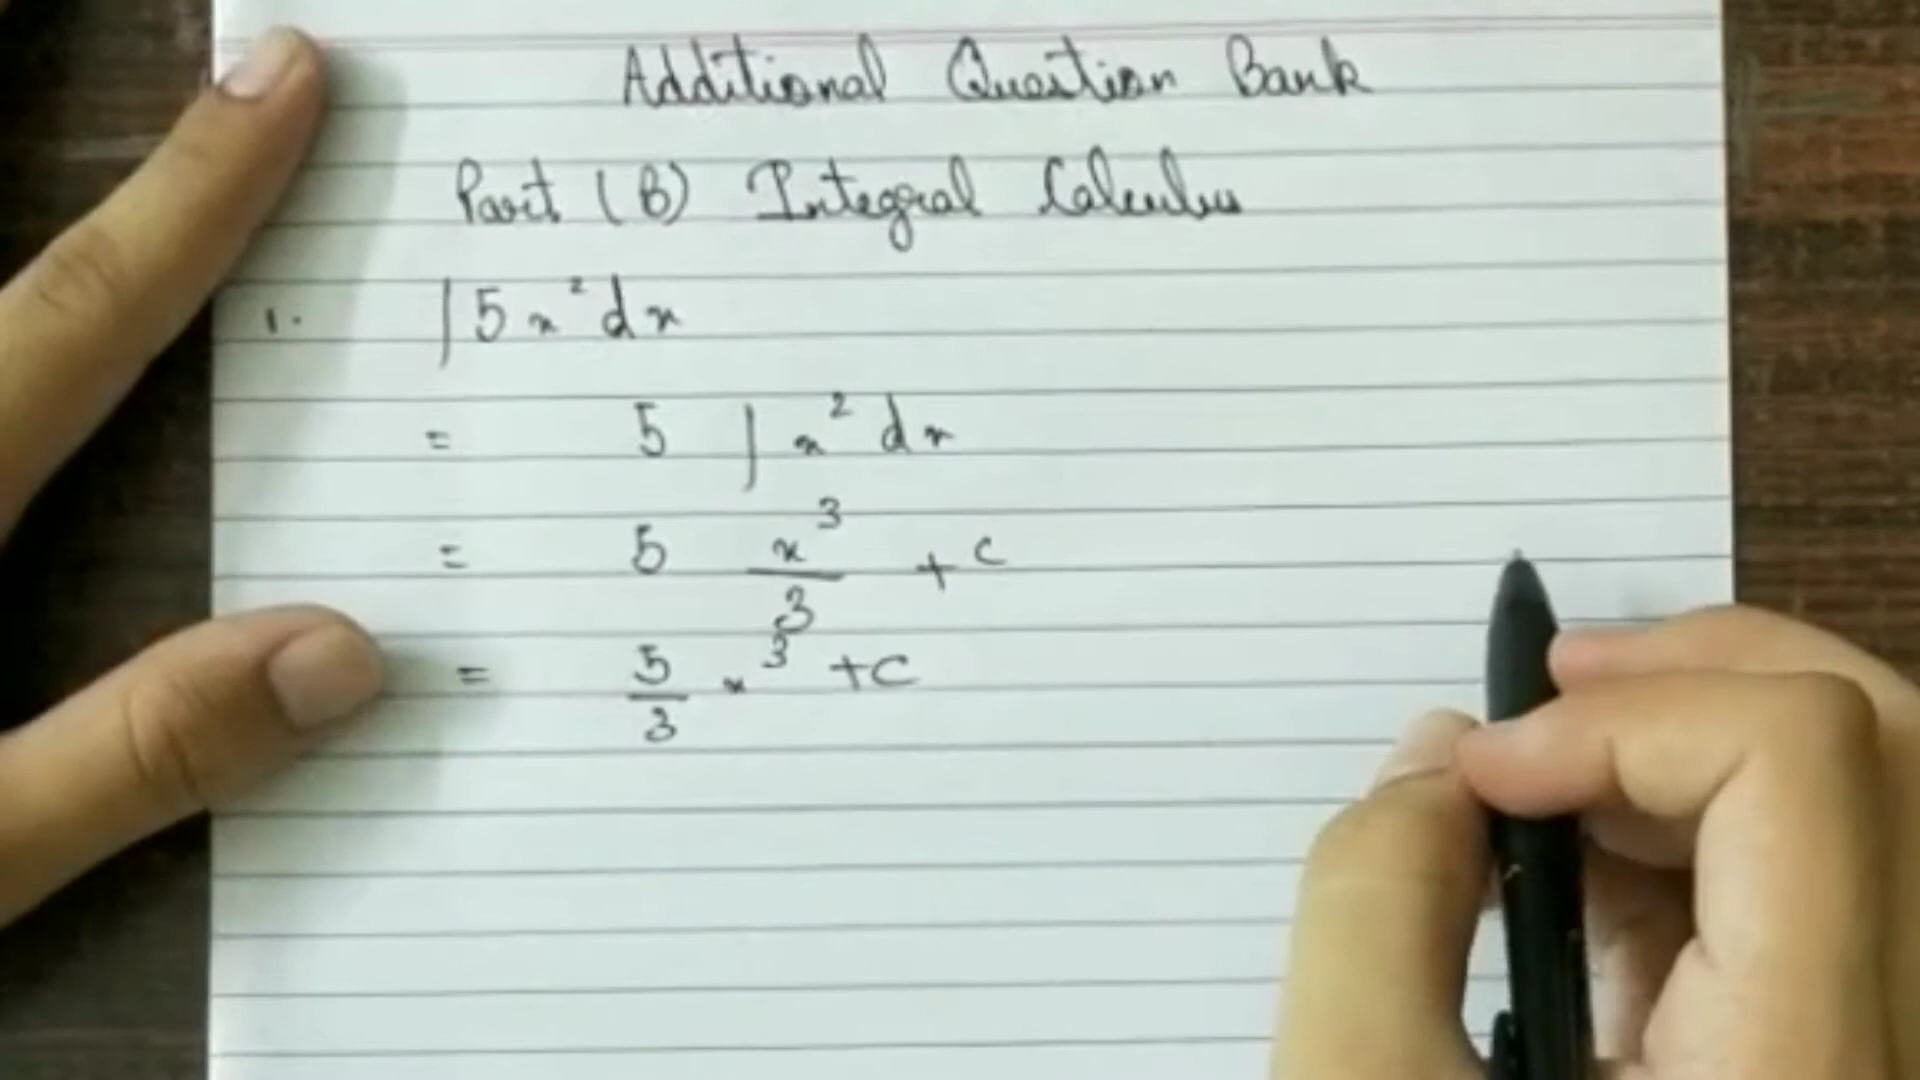 Additional Question Bank
Part (B) Integral Calculus
1. ∫5x²dx
= 5 ∫x²dx
= 5 x³/3 + c
= 5/3 x³ + c